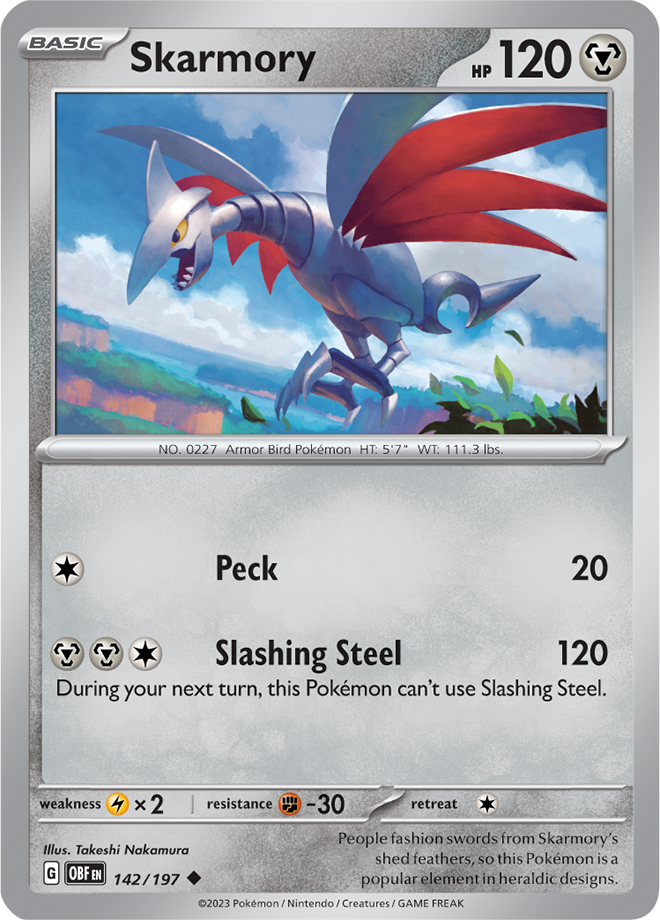 BASIC Skarmory HP 120
NO. 0227 Armor Bird Pokémon HT: 5'7" WT: 111.3 lbs.
Peck 20
Slashing Steel 120
During your next turn, this Pokémon can't use Slashing Steel.
weakness ×2 resistance -30 retreat
Illus. Takeshi Nakamura
G OBF EN 142/197
People fashion swords from Skarmory's
shed feathers, so this Pokémon is a
popular element in heraldic designs.
©2023 Pokémon / Nintendo / Creatures / GAME FREAK